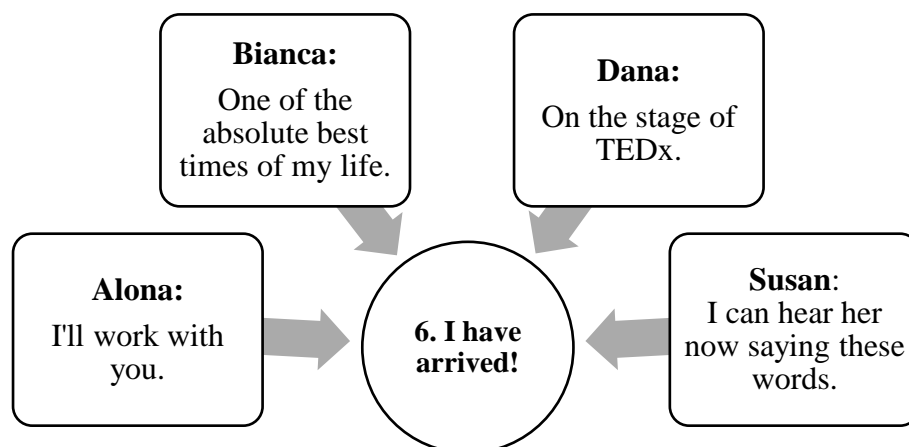 Bianca:
One of the
absolute best
times of my life.
Dana:
On the stage of
TEDx.
Alona:
I'll work with
you.
6. I have
arrived!
Susan:
I can hear her
now saying these
words.